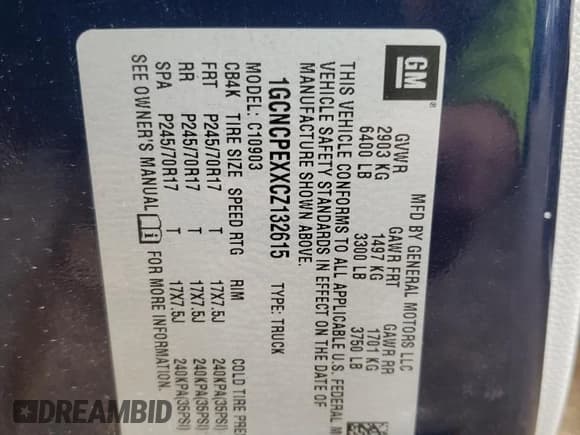 GM
®
MFD BY GENERAL MOTORS LLC
GVWR GAWR FRT GAWR RR
2903 KG 1497 KG 1701 KG
6400 LB 3300 LB 3750 LB
THIS VEHICLE CONFORMS TO ALL APPLICABLE U.S. FEDERAL M
VEHICLE SAFETY STANDARDS IN EFFECT ON THE DATE OF
MANUFACTURE SHOWN ABOVE.
1GCNCPEXXCZ132615 TYPE: TRUCK
MODEL: C10903
CB4K TIRE SIZE SPEED RTG RIM COLD TIRE PRE
FRT P245/70R17 T 17X7.5J 240KPA(35PSI)
RR P245/70R17 T 17X7.5J 240KPA(35PSI)
SPA P245/70R17 T 17X7.5J 240KPA(35PSI)
SEE OWNER'S MANUAL i FOR MORE INFORMATION.
DREAMBID